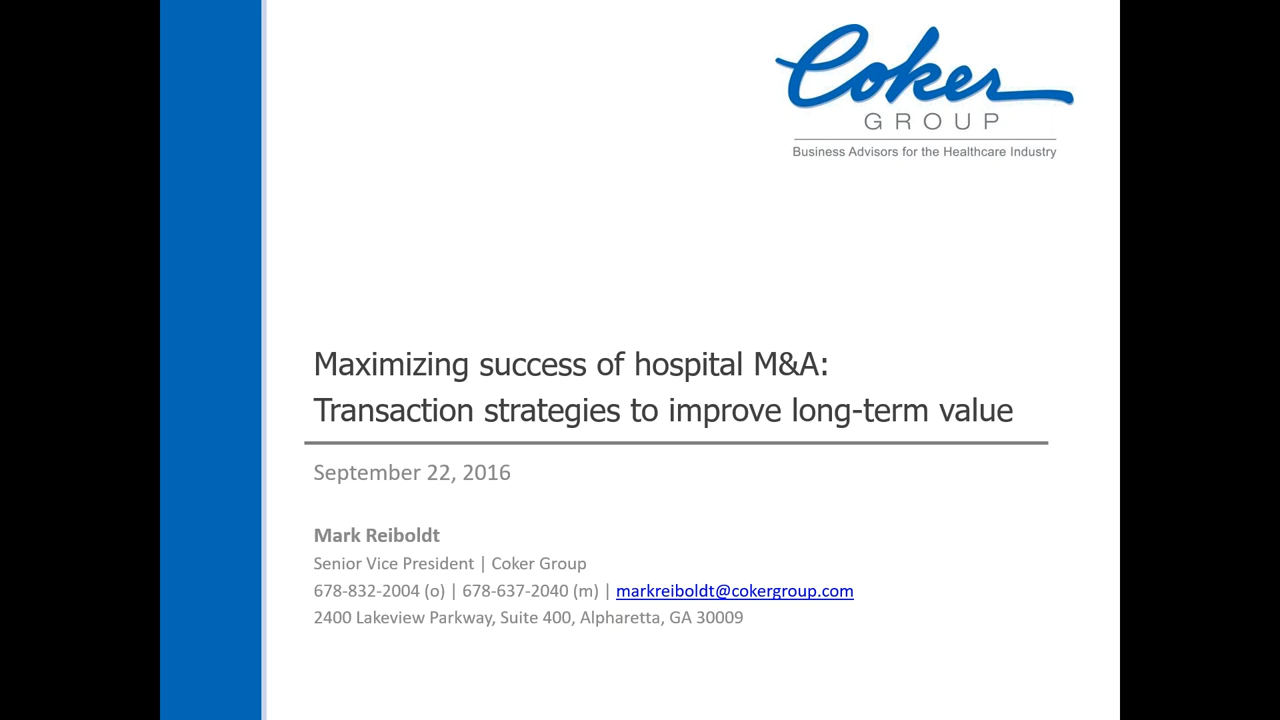 Coker
GROUP
Business Advisors for the Healthcare Industry
Maximizing success of hospital M&A:
Transaction strategies to improve long-term value
September 22, 2016
Mark Reiboldt
Senior Vice President | Coker Group
678-832-2004 (o) | 678-637-2040 (m) | markreiboldt@cokergroup.com
2400 Lakeview Parkway, Suite 400, Alpharetta, GA 30009